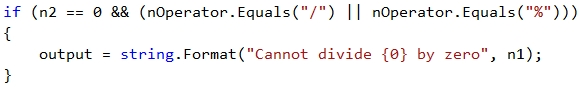 if (n2 == 0 && (nOperator.Equals("/") || nOperator.Equals("%")))
{
    output = string.Format("Cannot divide {0} by zero", n1);
}